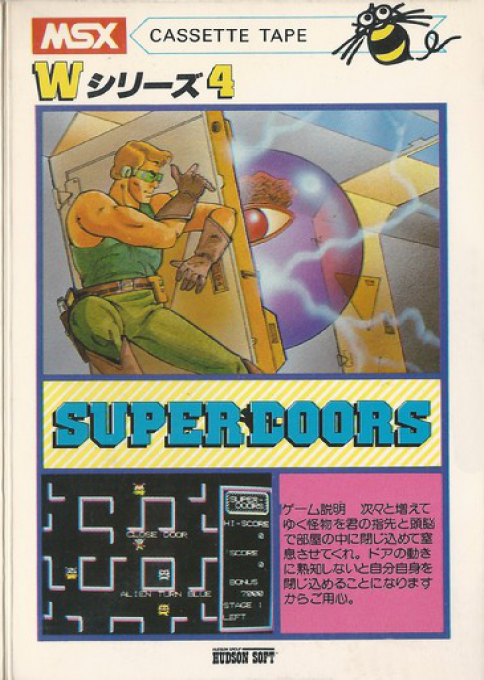 MSX
CASSETTE TAPE
Wシリーズ4
SUPER DOORS
CLOSE DOOR
ALIEN TURN BLUE
SUPER-
DOORS
HI-SCORE
0
SCORE
0
BONUS
7000
STAGE 1
LEFT
ゲーム説明 次々と増えて
ゆく怪物を君の指先と頭脳
で部屋の中に閉じ込めて窒
息させてくれ。ドアの動き
に熟知しないと自分自身を
閉じ込めることになります
からご用心。
HUDSON GROUP
HUDSON SOFT